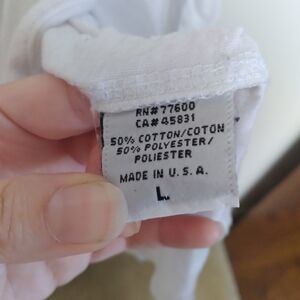 RN# 77600
CA# 45831
50% COTTON/COTON
50% POLYESTER/
POLIESTER
MADE IN U.S.A.
L